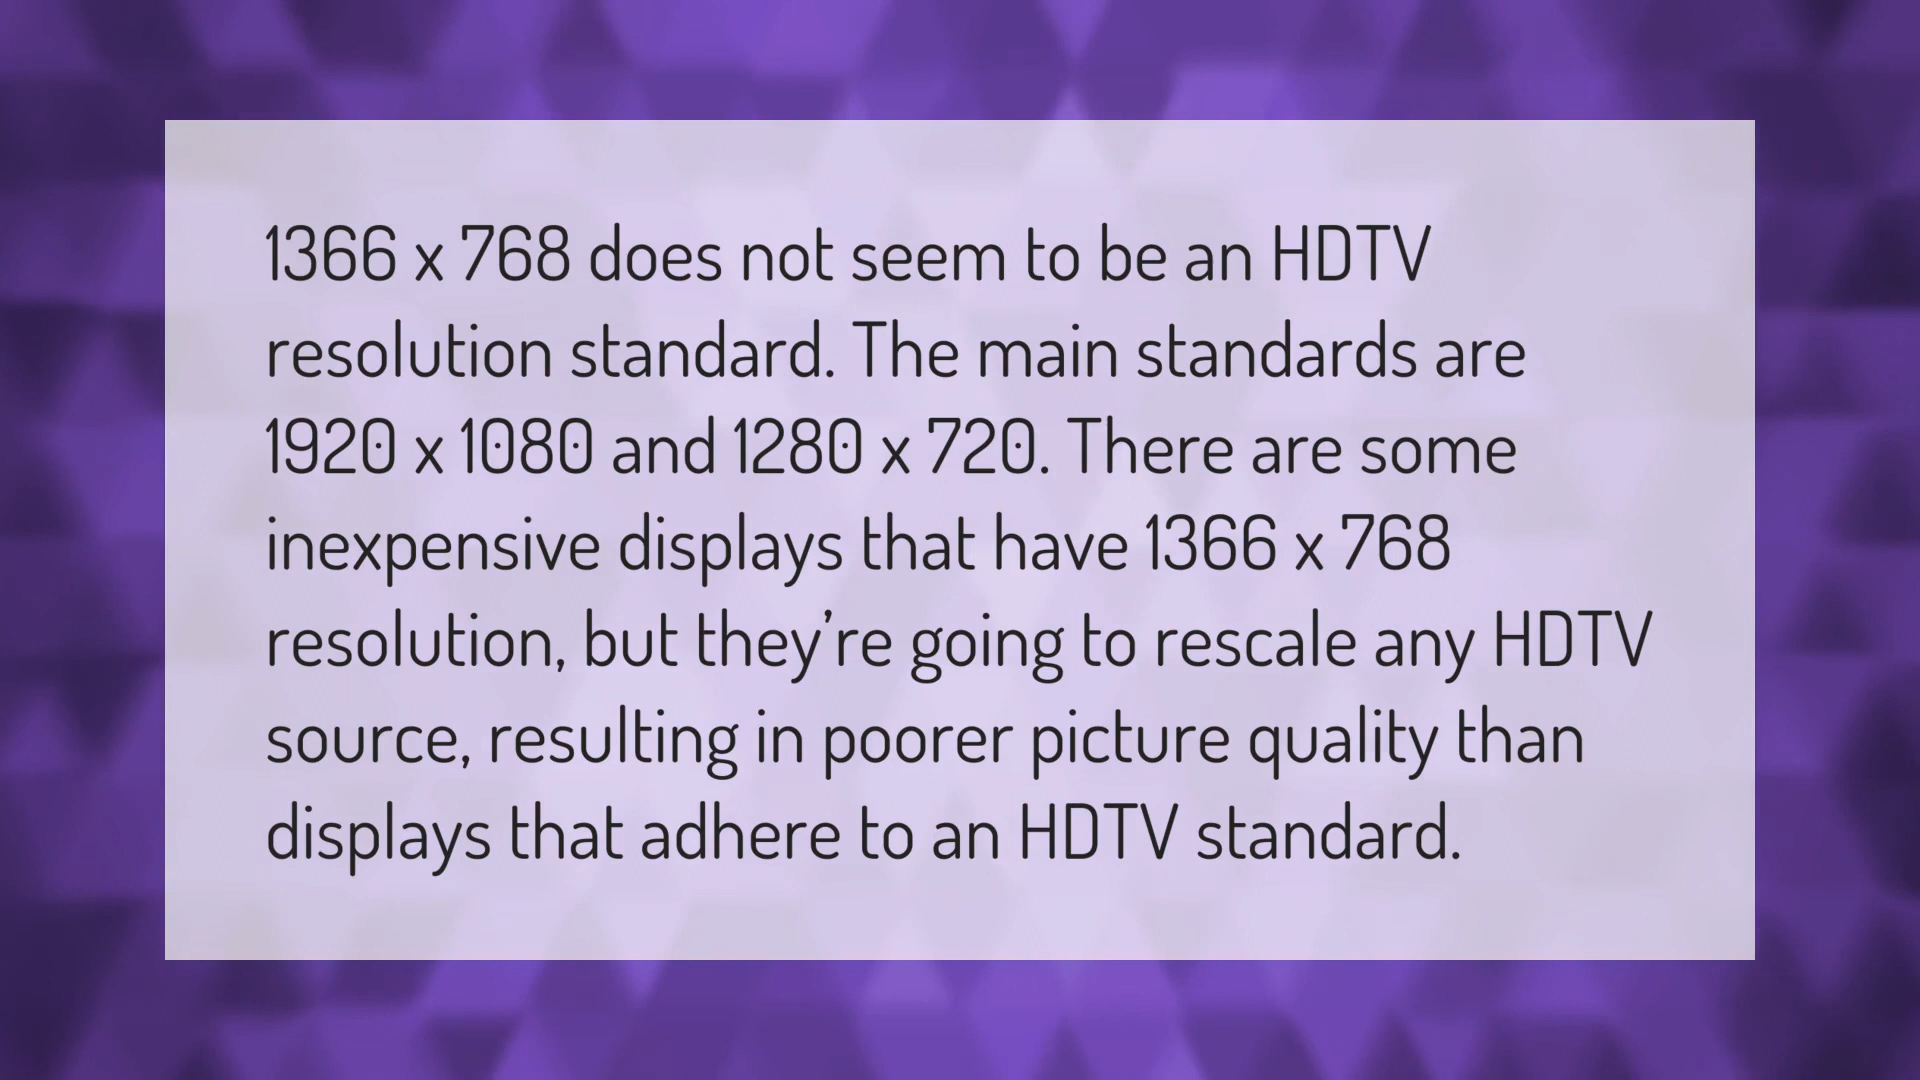 1366 x 768 does not seem to be an HDTV
resolution standard. The main standards are
1920 x 1080 and 1280 x 720. There are some
inexpensive displays that have 1366 x 768
resolution, but they’re going to rescale any HDTV
source, resulting in poorer picture quality than
displays that adhere to an HDTV standard.